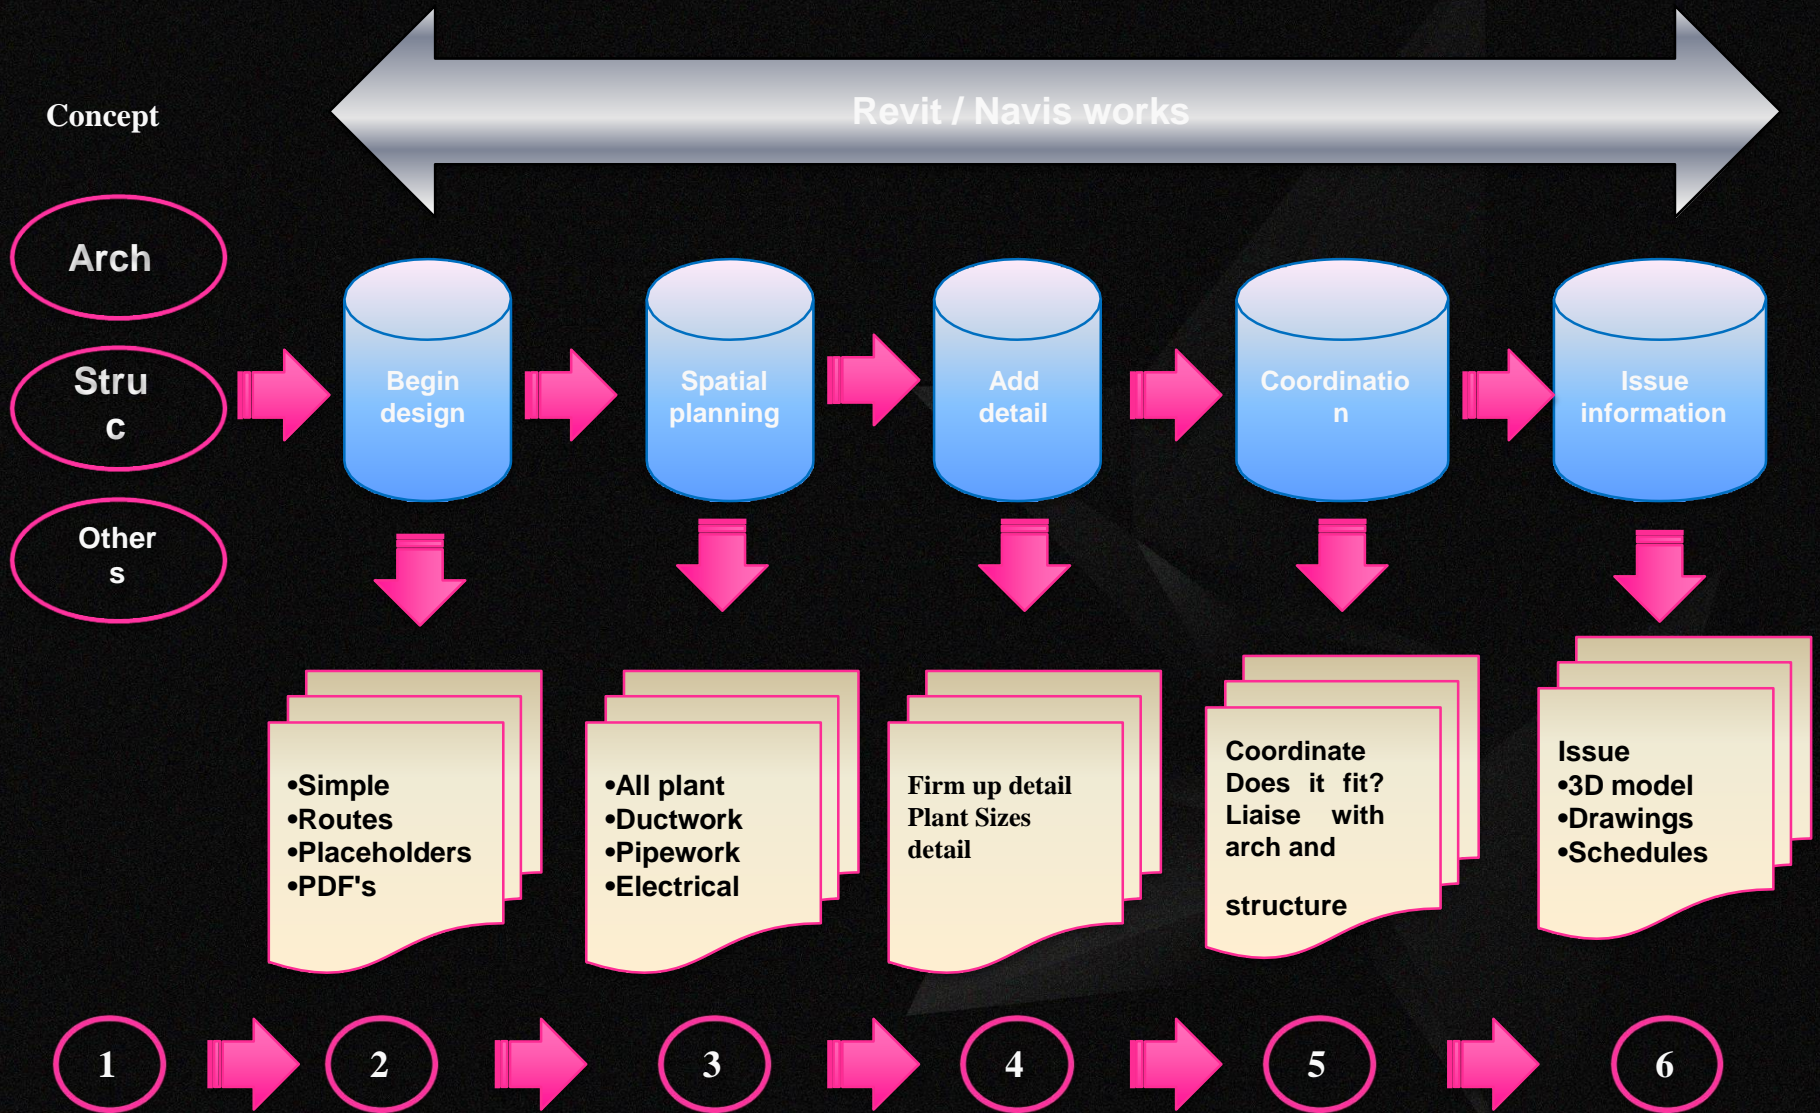 Revit / Navis works
Concept
Arch
Stru
c
Other
s
Begin
design
Spatial
planning
Add
detail
Coordinatio
n
Issue
information
•Simple
•Routes
•Placeholders
•PDF's
•All plant
•Ductwork
•Pipework
•Electrical
Firm up detail
Plant Sizes
detail
Coordinate
Does it fit?
Liaise with
arch and
structure
Issue
•3D model
•Drawings
•Schedules
1
2
3
4
5
6